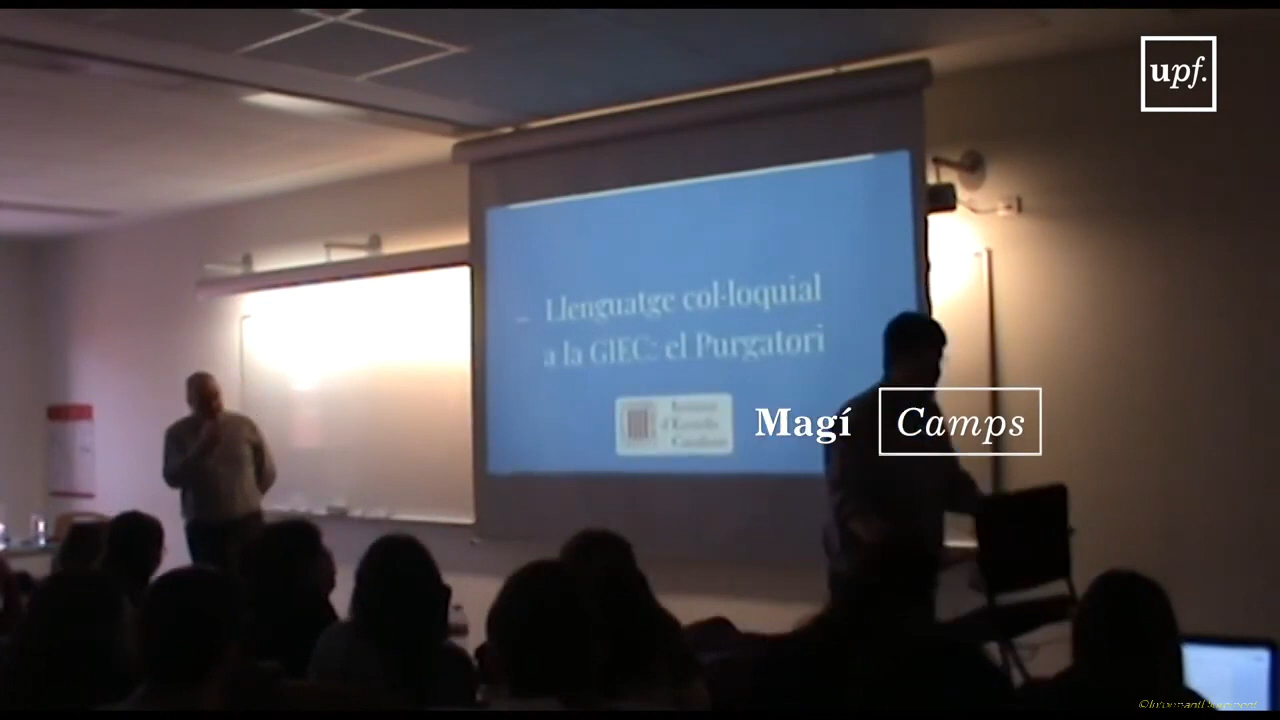 upf.
Llenguatge col·loquial
a la GIEC: el Purgatori
Magí Camps